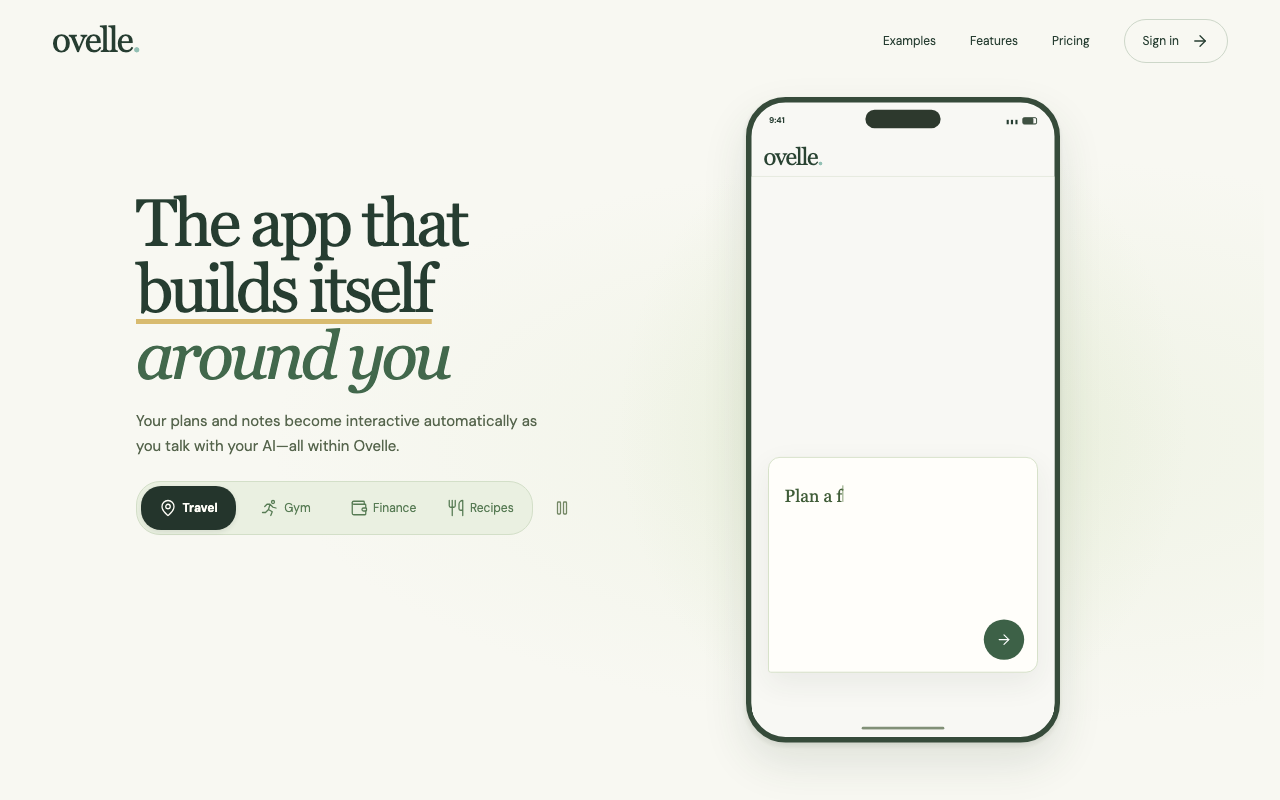 ovelle.
Examples
Features
Pricing
Sign in
The app that
builds itself
around you
Your plans and notes become interactive automatically as
you talk with your AI—all within Ovelle.
Travel
Gym
Finance
Recipes
9:41
ovelle.
Plan a f